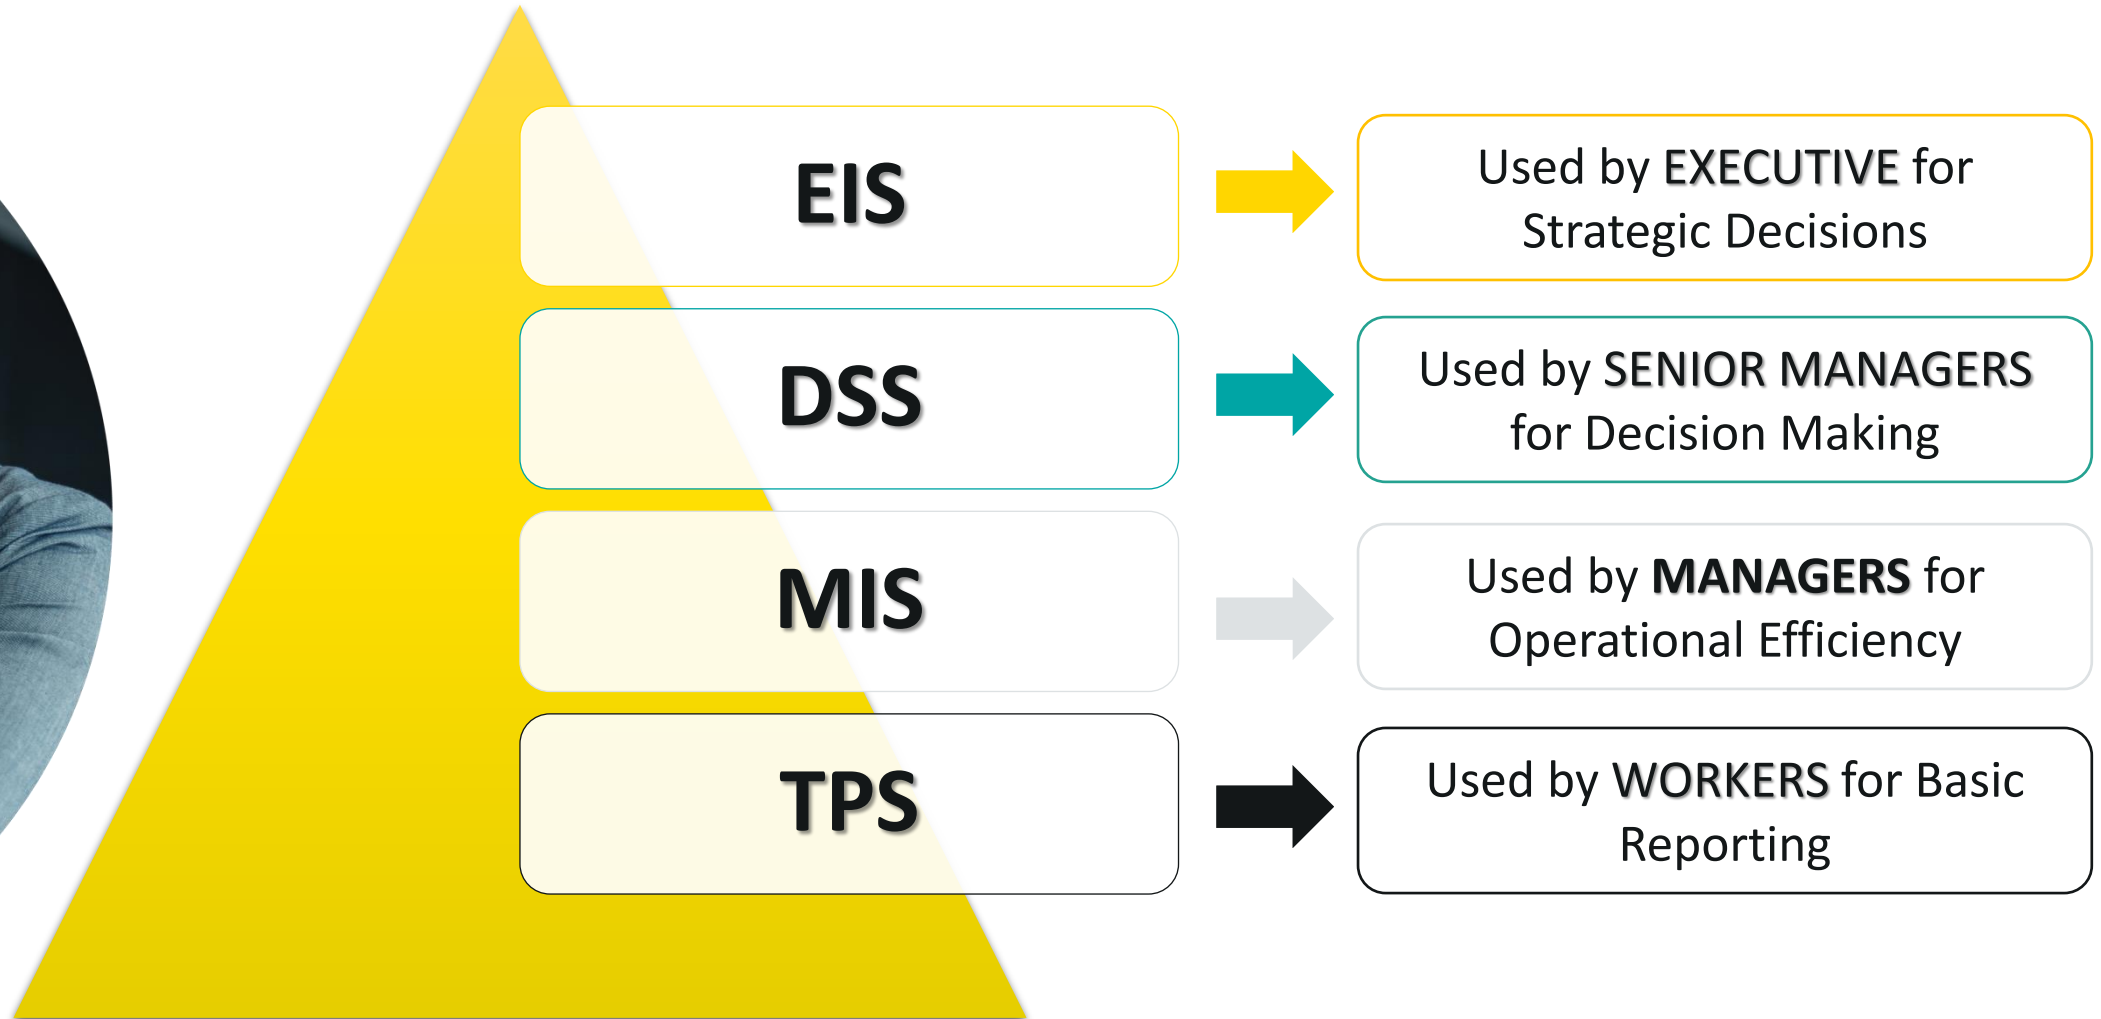 EIS
Used by EXECUTIVE for
Strategic Decisions
DSS
Used by SENIOR MANAGERS
for Decision Making
MIS
Used by MANAGERS for
Operational Efficiency
TPS
Used by WORKERS for Basic
Reporting